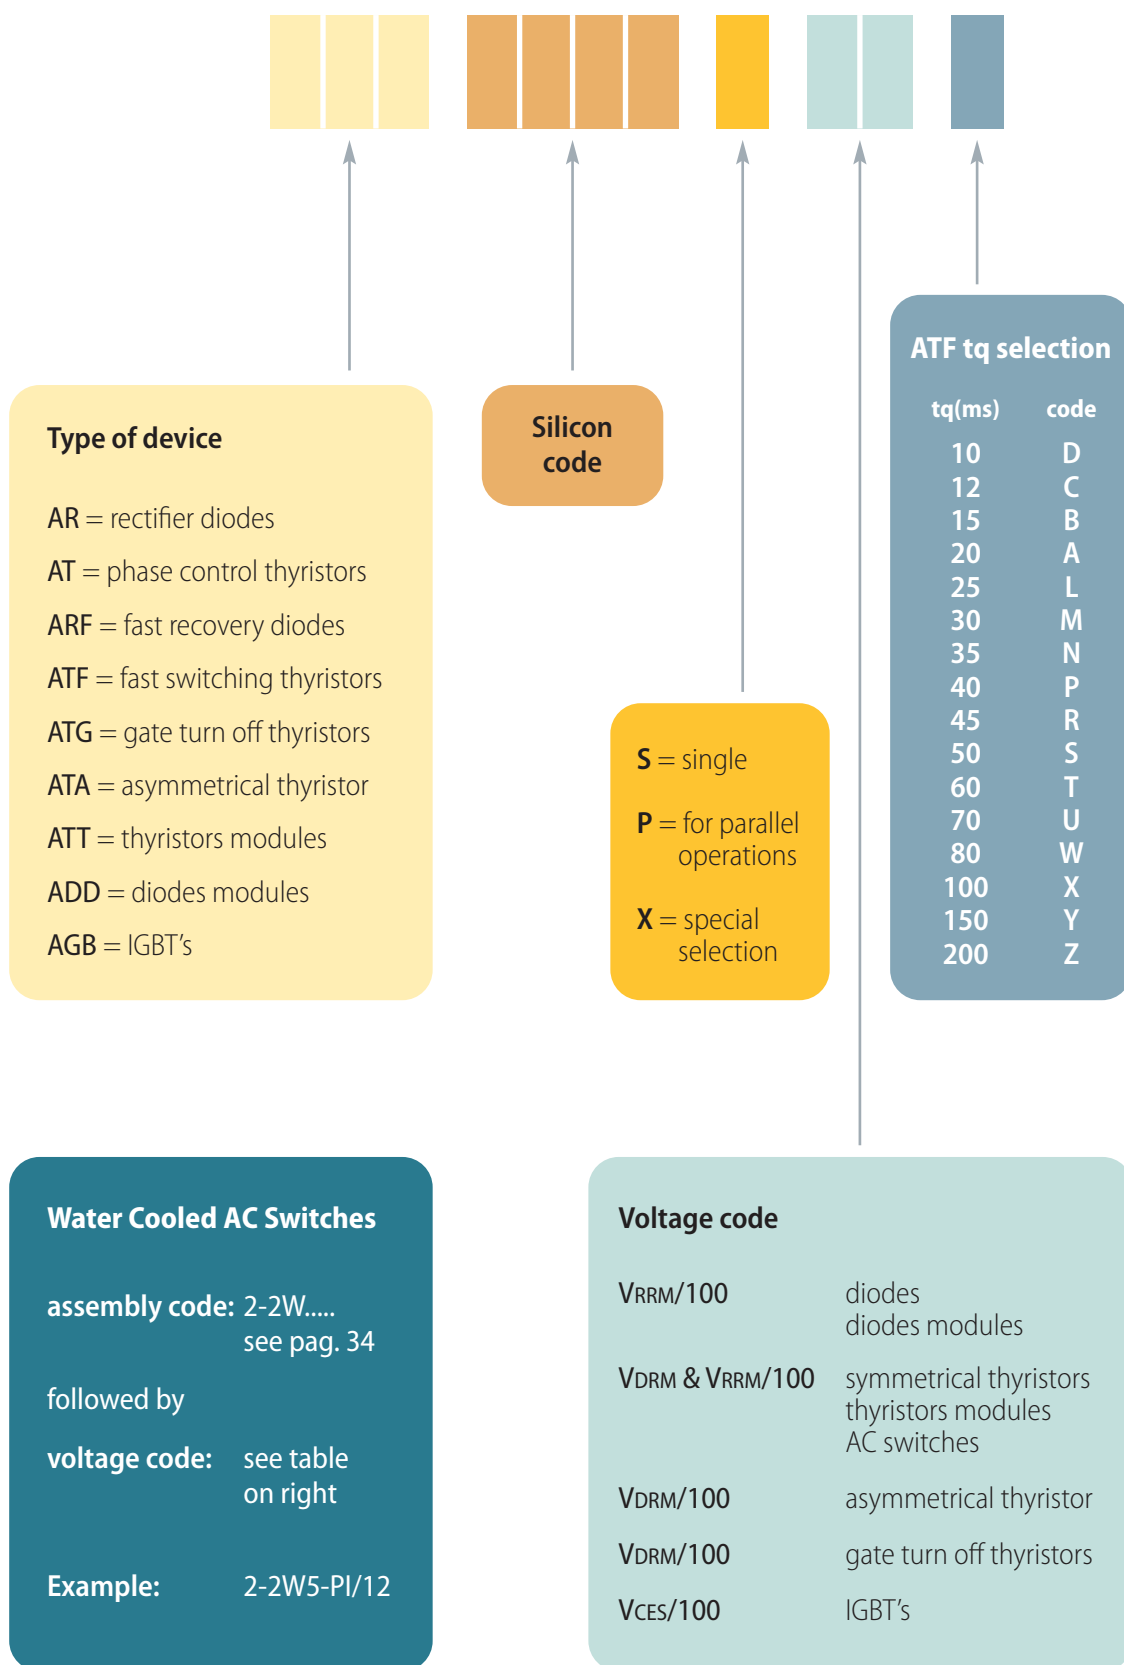 Type of device
AR = rectifier diodes
AT = phase control thyristors
ARF = fast recovery diodes
ATF = fast switching thyristors
ATG = gate turn off thyristors
ATA = asymmetrical thyristor
ATT = thyristors modules
ADD = diodes modules
AGB = IGBT's
Silicon
code
S = single
P = for parallel
operations
X = special
selection
ATF tq selection
tq(ms) code
10 D
12 C
15 B
20 A
25 L
30 M
35 N
40 P
45 R
50 S
60 T
70 U
80 W
100 X
150 Y
200 Z
Water Cooled AC Switches
assembly code: 2-2W.....
see pag. 34
followed by
voltage code: see table
on right
Example: 2-2W5-PI/12
Voltage code
VRRM/100 diodes
diodes modules
VDRM & VRRM/100 symmetrical thyristors
thyristors modules
AC switches
VDRM/100 asymmetrical thyristor
VDRM/100 gate turn off thyristors
VCES/100 IGBT's